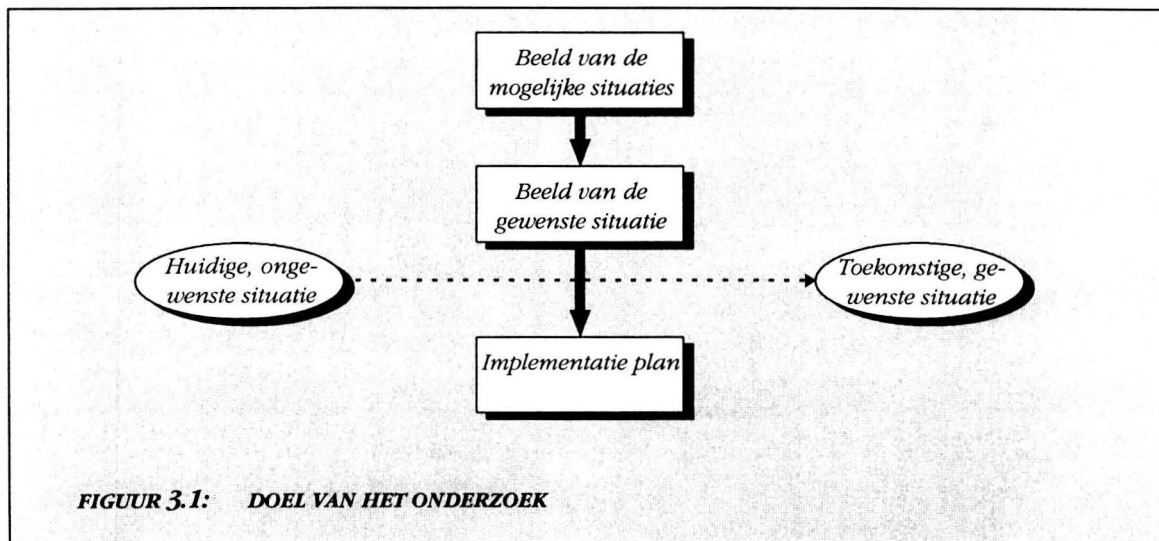 Beeld van de
mogelijke situaties
Beeld van de
gewenste situatie
Huidige, onge-
wenste situatie
Toekomstige, ge-
wenste situatie
Implementatie plan
FIGUUR 3.1: DOEL VAN HET ONDERZOEK